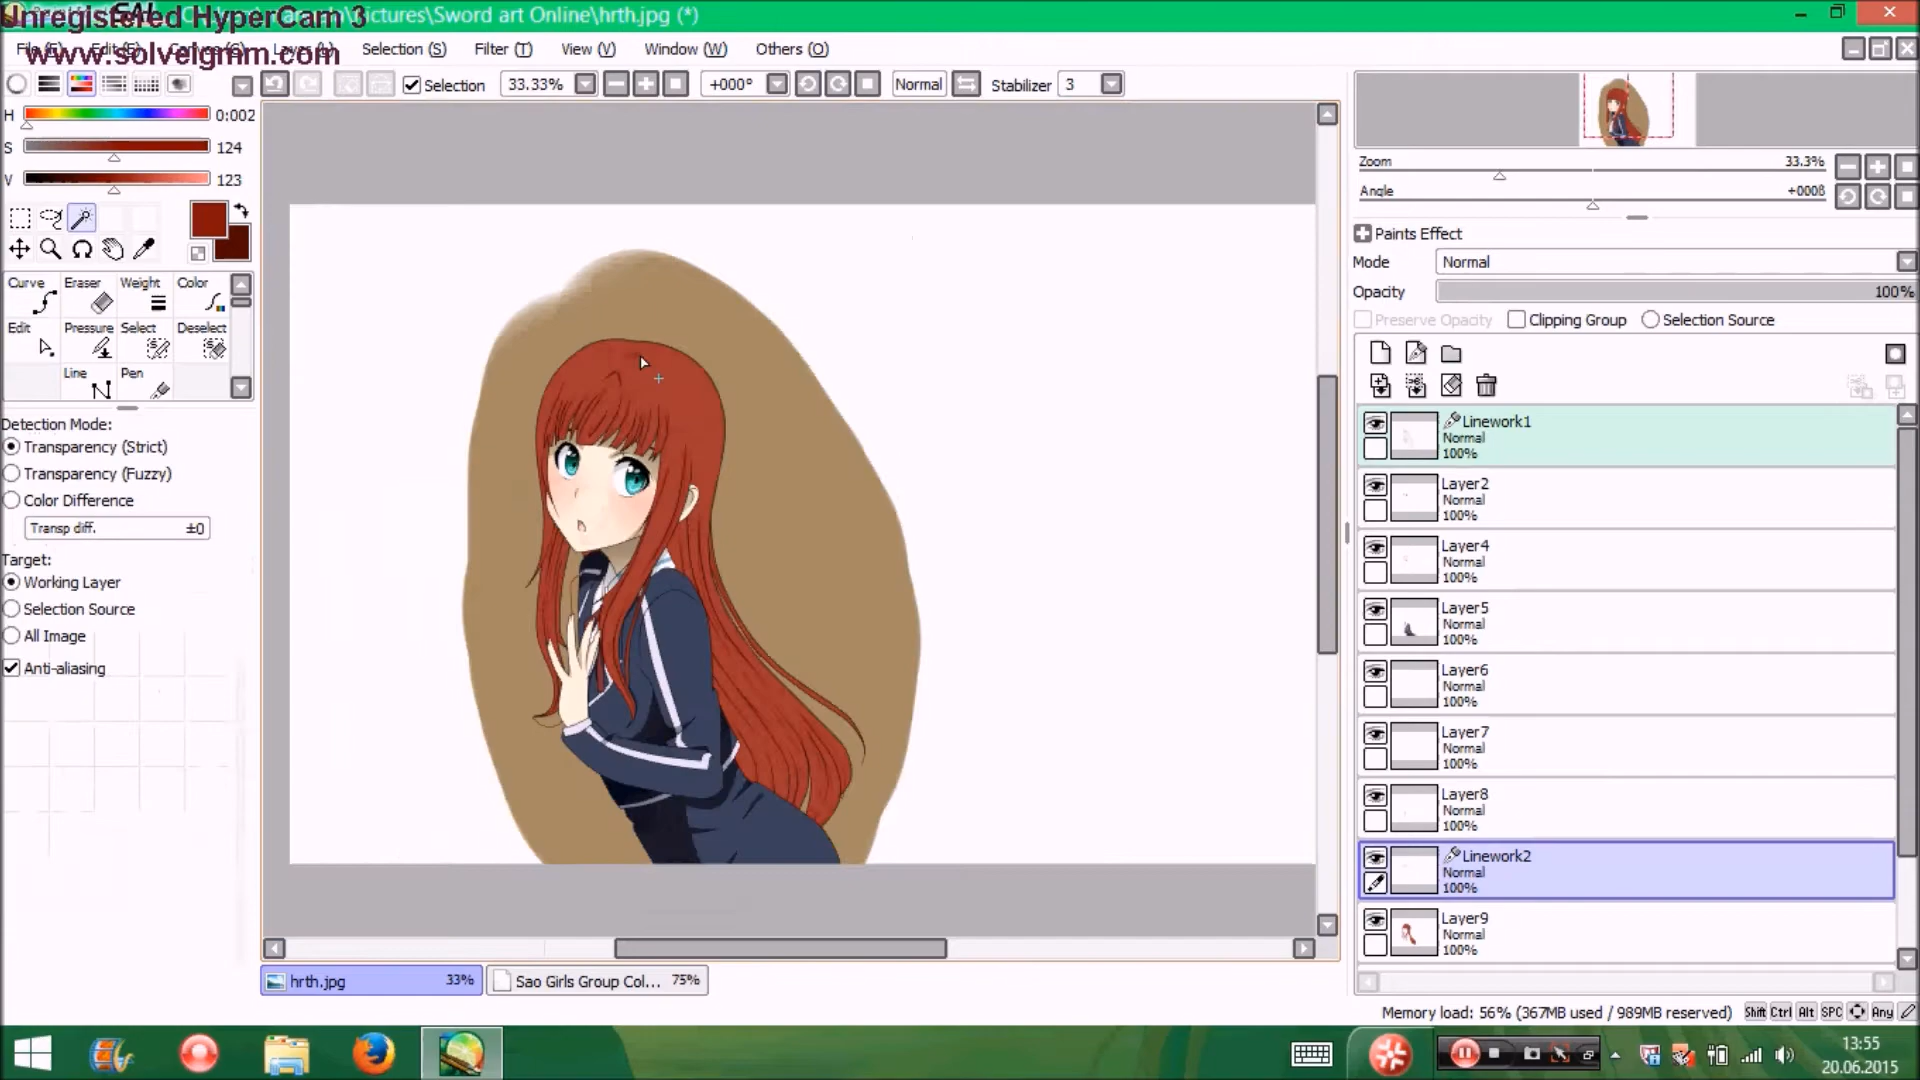 Unregistered HyperCam 3
\Pictures\Sword art Online\hrth.jpg (*)
www.solveigmm.com
Selection (S) Filter (T) View (V) Window (W) Others (O)
Selection 33.33% +000° Normal Stabilizer 3
H 0:002
S 124
V 123
Curve Eraser Weight Color
Edit Pressure Select Deselect
Line Pen
Detection Mode:
Transparency (Strict)
Transparency (Fuzzy)
Color Difference
Transp diff. ±0
Target:
Working Layer
Selection Source
All Image
Anti-aliasing
hrth.jpg 33% Sao Girls Group Col... 75%
Zoom 33.3%
Angle +000ß
Paints Effect
Mode Normal
Opacity 100%
Preserve Opacity Clipping Group Selection Source
Linework1
Normal
100%
Layer2
Normal
100%
Layer4
Normal
100%
Layer5
Normal
100%
Layer6
Normal
100%
Layer7
Normal
100%
Layer8
Normal
100%
Linework2
Normal
100%
Layer9
Normal
100%
Memory load: 56% (367MB used / 989MB reserved) Shift Ctrl Alt SPC Any
13:55
20.06.2015